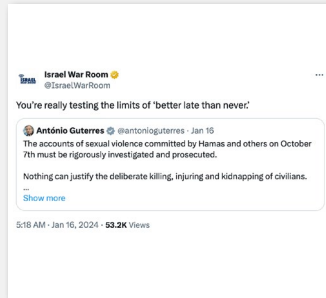 Israel War Room
@IsraelWarRoom
...
You're really testing the limits of 'better late than never.'
António Guterres @antonioguterres · Jan 16
The accounts of sexual violence committed by Hamas and others on October
7th must be rigorously investigated and prosecuted.
Nothing can justify the deliberate killing, injuring and kidnapping of civilians.
...
Show more
5:18 AM · Jan 16, 2024 · 53.2K Views